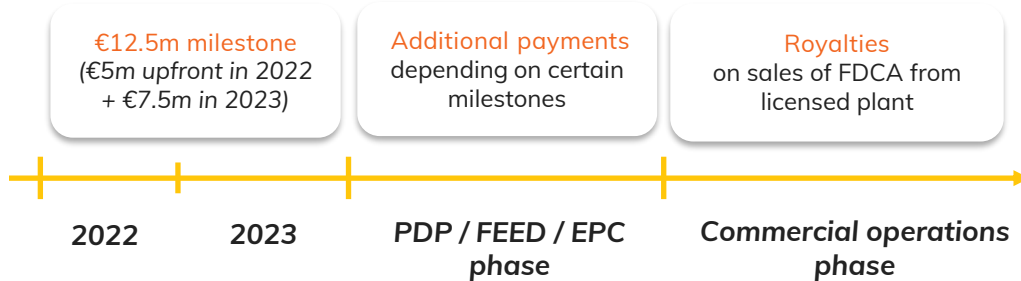 €12.5m milestone
(€5m upfront in 2022
+ €7.5m in 2023)
Additional payments
depending on certain
milestones
Royalties
on sales of FDCA from
licensed plant
2022
2023
PDP / FEED / EPC
phase
Commercial operations
phase